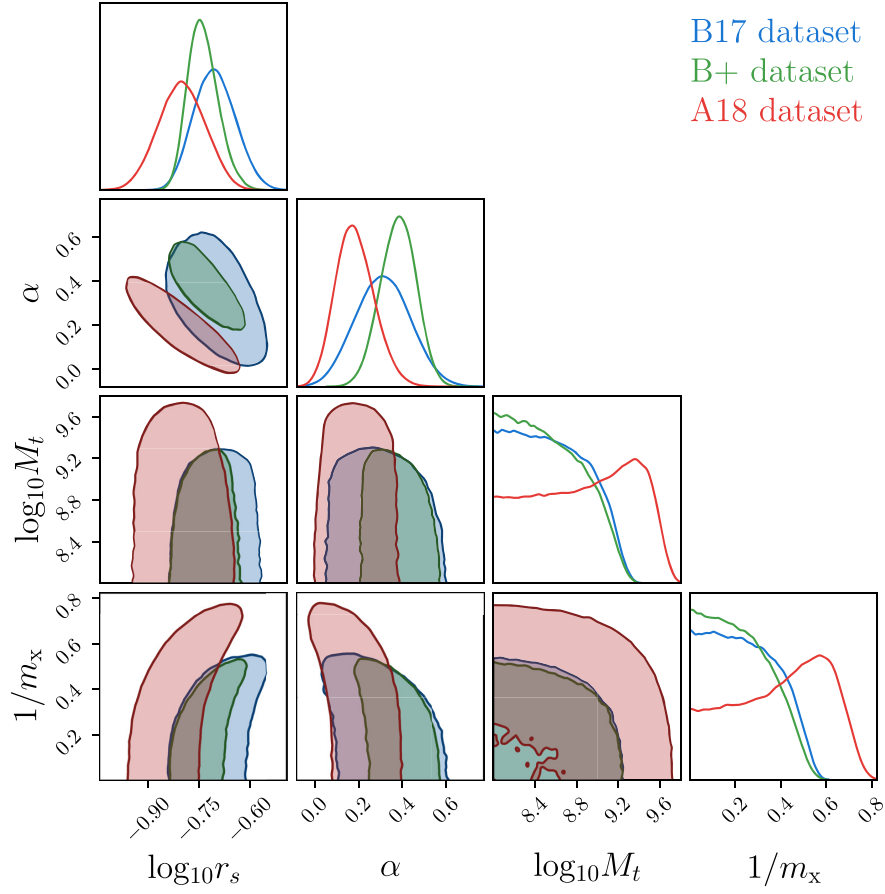 B17 dataset
B+ dataset
A18 dataset
α
0.6
0.4
0.2
0.0
log₁₀Mₜ
9.6
9.2
8.8
8.4
1/mₓ
0.8
0.6
0.4
0.2
−0.90 −0.75 −0.60 0.0 0.2 0.4 0.6 8.4 8.8 9.2 9.6 0.2 0.4 0.6 0.8
log₁₀rₛ α log₁₀Mₜ 1/mₓ